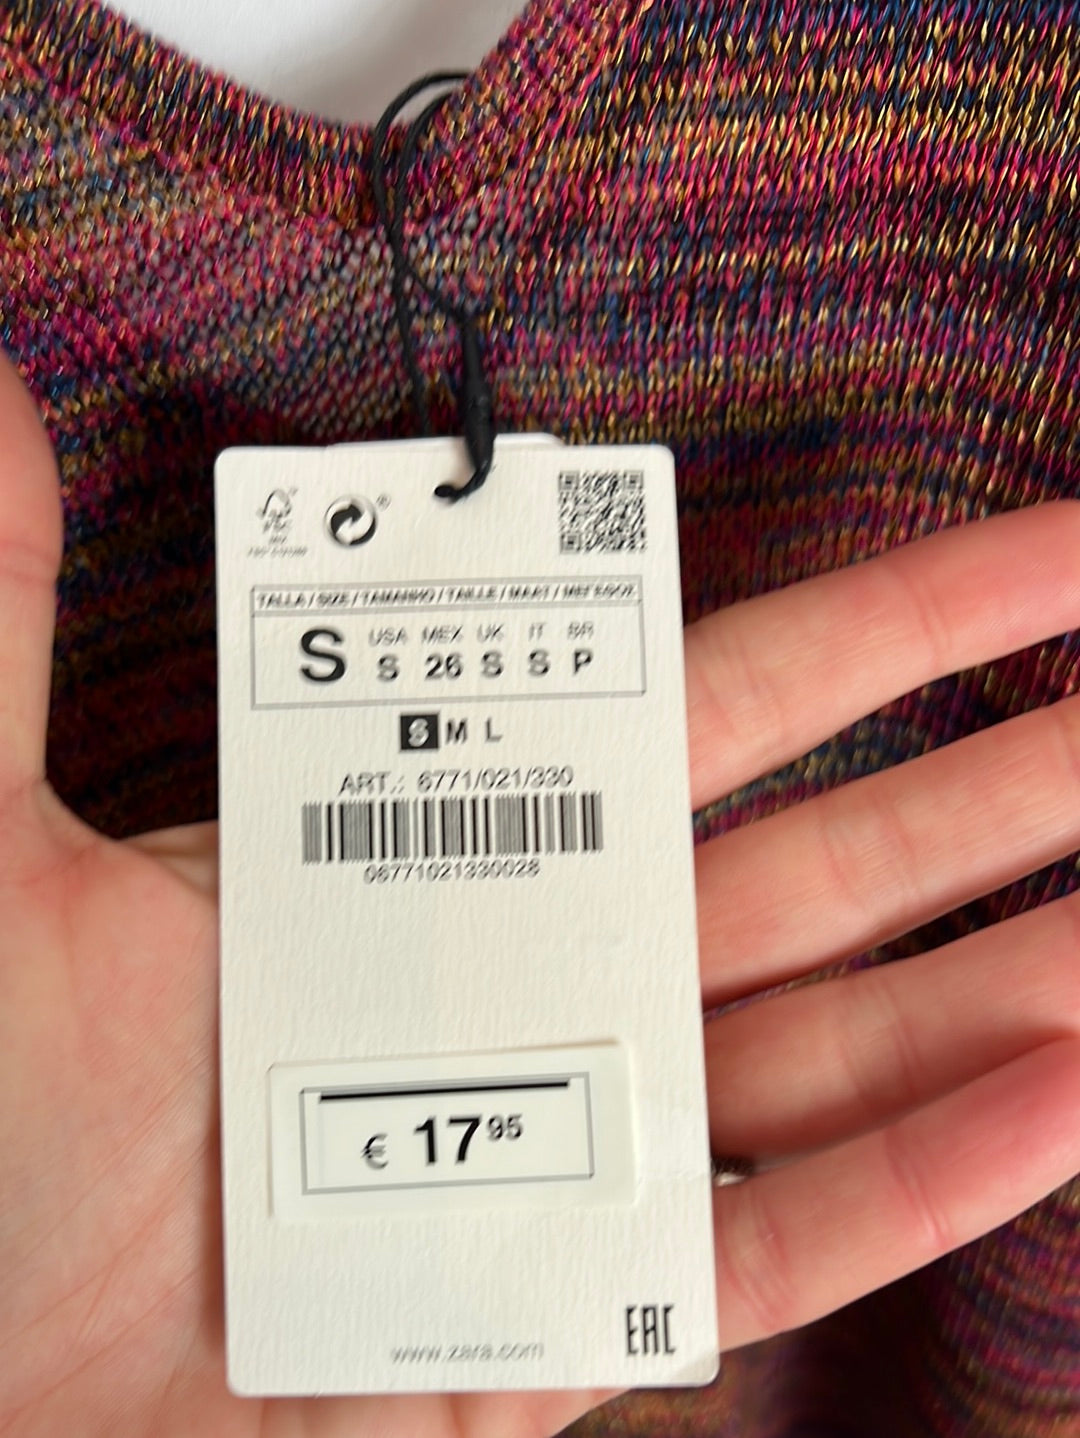 TALLA / SIZE / TAMANHO / TAILLE / MAAT / ΜΕΓΕΘΟΣ
S USA MEX UK IT BR
S 26 S S P
S M L
ART.: 6771/021/330
06771021330028
€ 17 95
EAC
www.zara.com